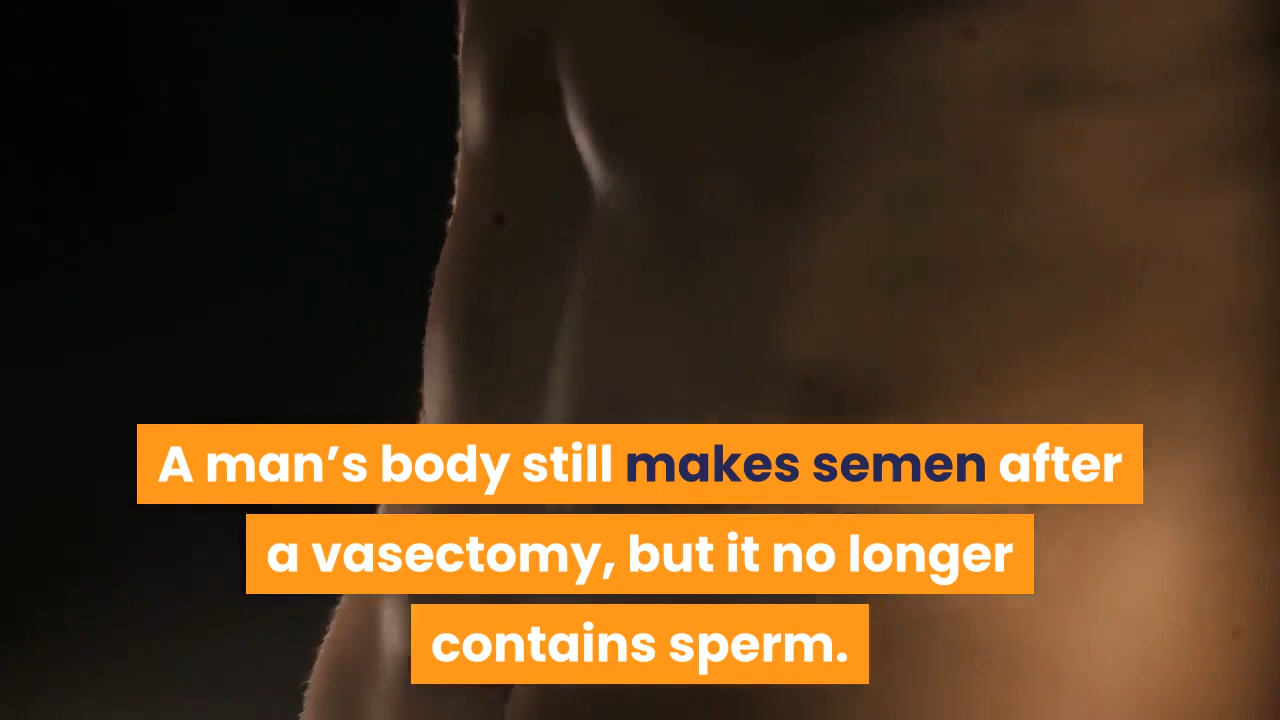 A man’s body still makes semen after
a vasectomy, but it no longer
contains sperm.